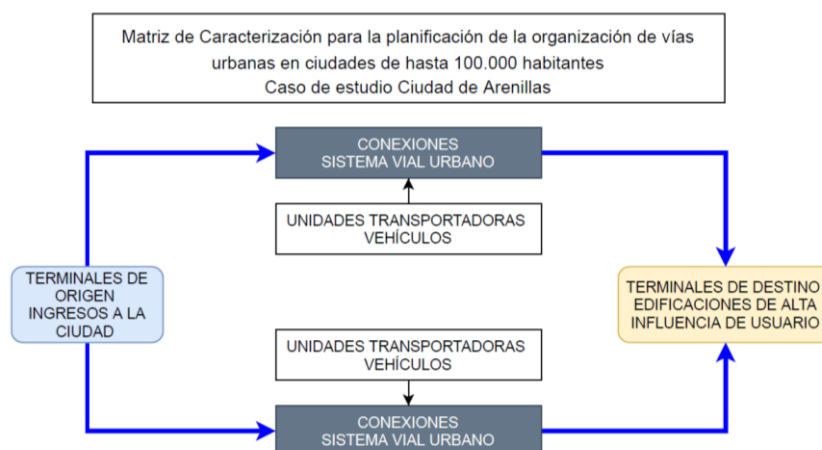 Matriz de Caracterización para la planificación de la organización de vías
urbanas en ciudades de hasta 100.000 habitantes
Caso de estudio Ciudad de Arenillas
CONEXIONES
SISTEMA VIAL URBANO
UNIDADES TRANSPORTADORAS
VEHÍCULOS
TERMINALES DE
ORIGEN
INGRESOS A LA
CIUDAD
TERMINALES DE DESTINO
EDIFICACIONES DE ALTA
INFLUENCIA DE USUARIO
UNIDADES TRANSPORTADORAS
VEHÍCULOS
CONEXIONES
SISTEMA VIAL URBANO